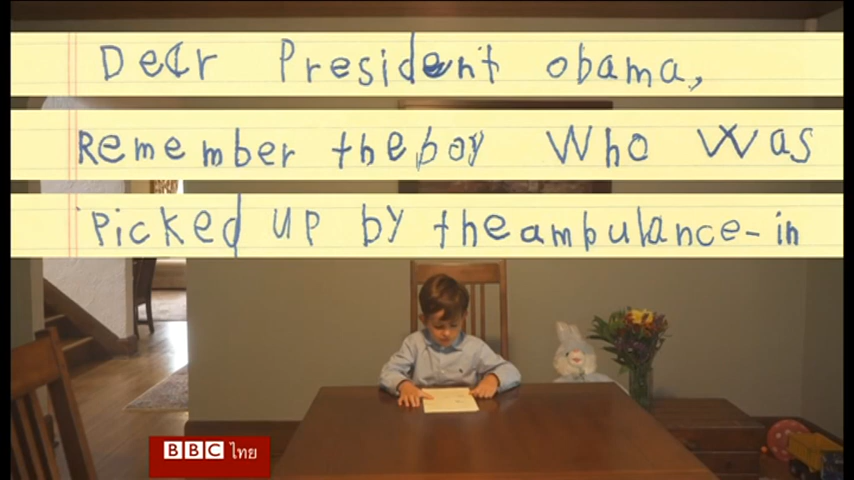 Dear President obama,
Remember the boy Who Was
Picked up by the ambulance-in
BBC ไทย